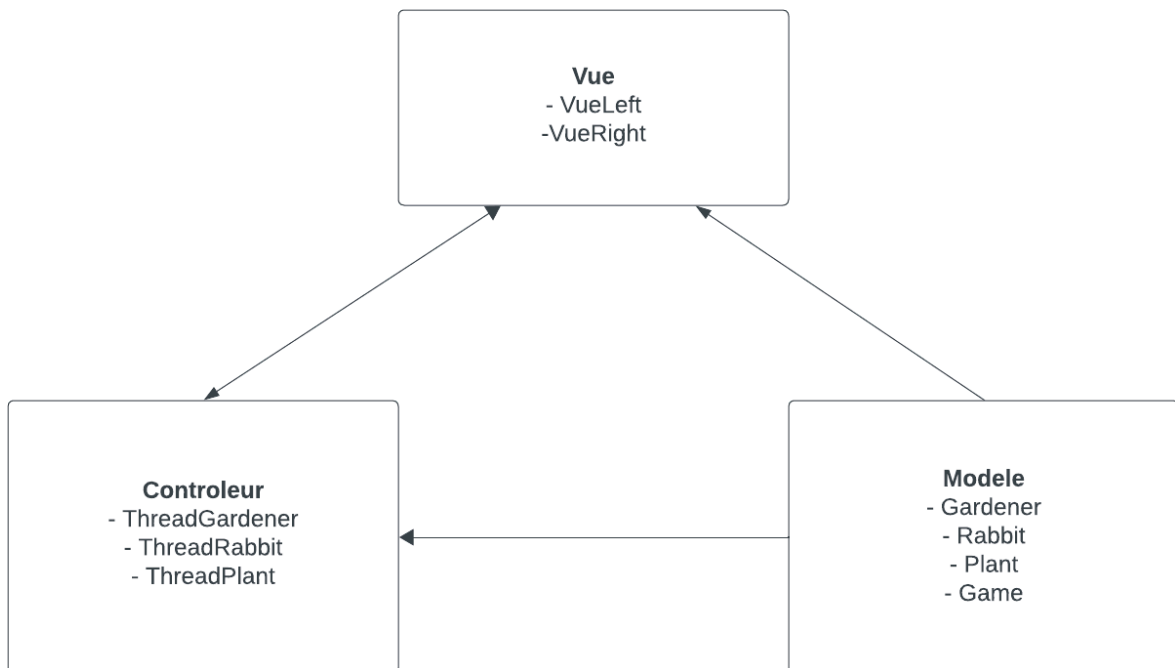 Vue
- VueLeft
-VueRight
Controleur
- ThreadGardener
- ThreadRabbit
- ThreadPlant
Modele
- Gardener
- Rabbit
- Plant
- Game